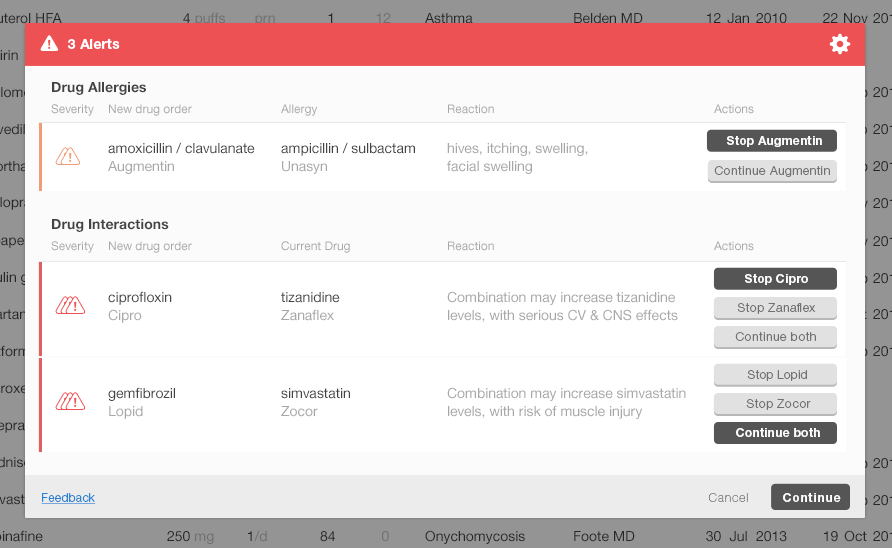 uterol HFA 4 puffs prn 1 12 Asthma Belden MD 12 Jan 2010 22 Nov 201
3 Alerts
Drug Allergies
Severity New drug order Allergy Reaction Actions
amoxicillin / clavulanate ampicillin / sulbactam hives, itching, swelling, Stop Augmentin
Augmentin Unasyn facial swelling Continue Augmentin
Drug Interactions
Severity New drug order Current Drug Reaction Actions
Stop Cipro
ciprofloxin tizanidine Combination may increase tizanidine Stop Zanaflex
Cipro Zanaflex levels, with serious CV & CNS effects
Continue both
Stop Lopid
gemfibrozil simvastatin Combination may increase simvastatin Stop Zocor
Lopid Zocor levels, with risk of muscle injury
Continue both
Feedback Cancel Continue
binafine 250 mg 1/d 84 0 Onychomycosis Foote MD 30 Jul 2013 19 Oct 201